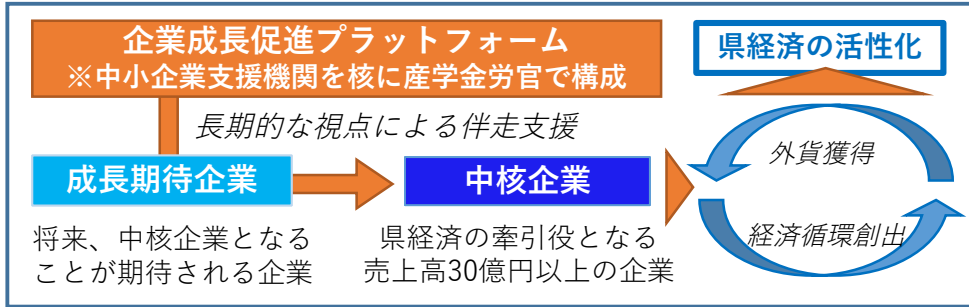 企業成長促進プラットフォーム
※中小企業支援機関を核に産学金労官で構成
県経済の活性化
長期的な視点による伴走支援
外貨獲得
成長期待企業
中核企業
経済循環創出
将来、中核企業となる
ことが期待される企業
県経済の牽引役となる
売上高30億円以上の企業